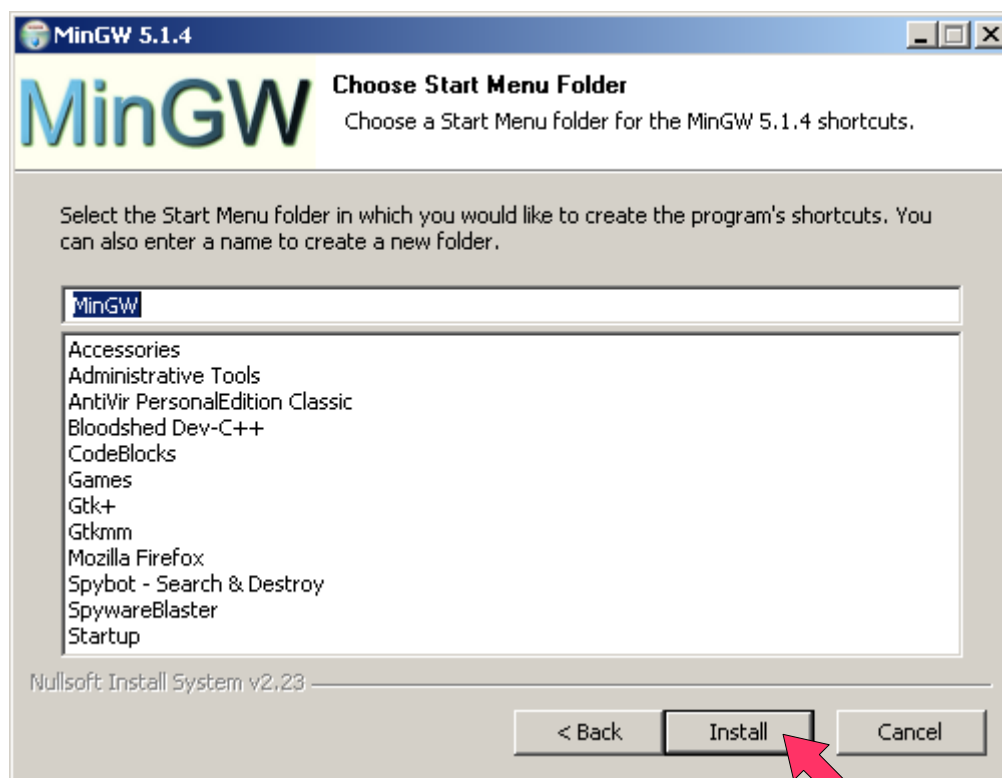 MinGW 5.1.4
MinGW
Choose Start Menu Folder
Choose a Start Menu folder for the MinGW 5.1.4 shortcuts.
Select the Start Menu folder in which you would like to create the program's shortcuts. You
can also enter a name to create a new folder.
MinGW
Accessories
Administrative Tools
AntiVir PersonalEdition Classic
Bloodshed Dev-C++
CodeBlocks
Games
Gtk+
Gtkmm
Mozilla Firefox
Spybot - Search & Destroy
SpywareBlaster
Startup
Nullsoft Install System v2.23
< Back
Install
Cancel